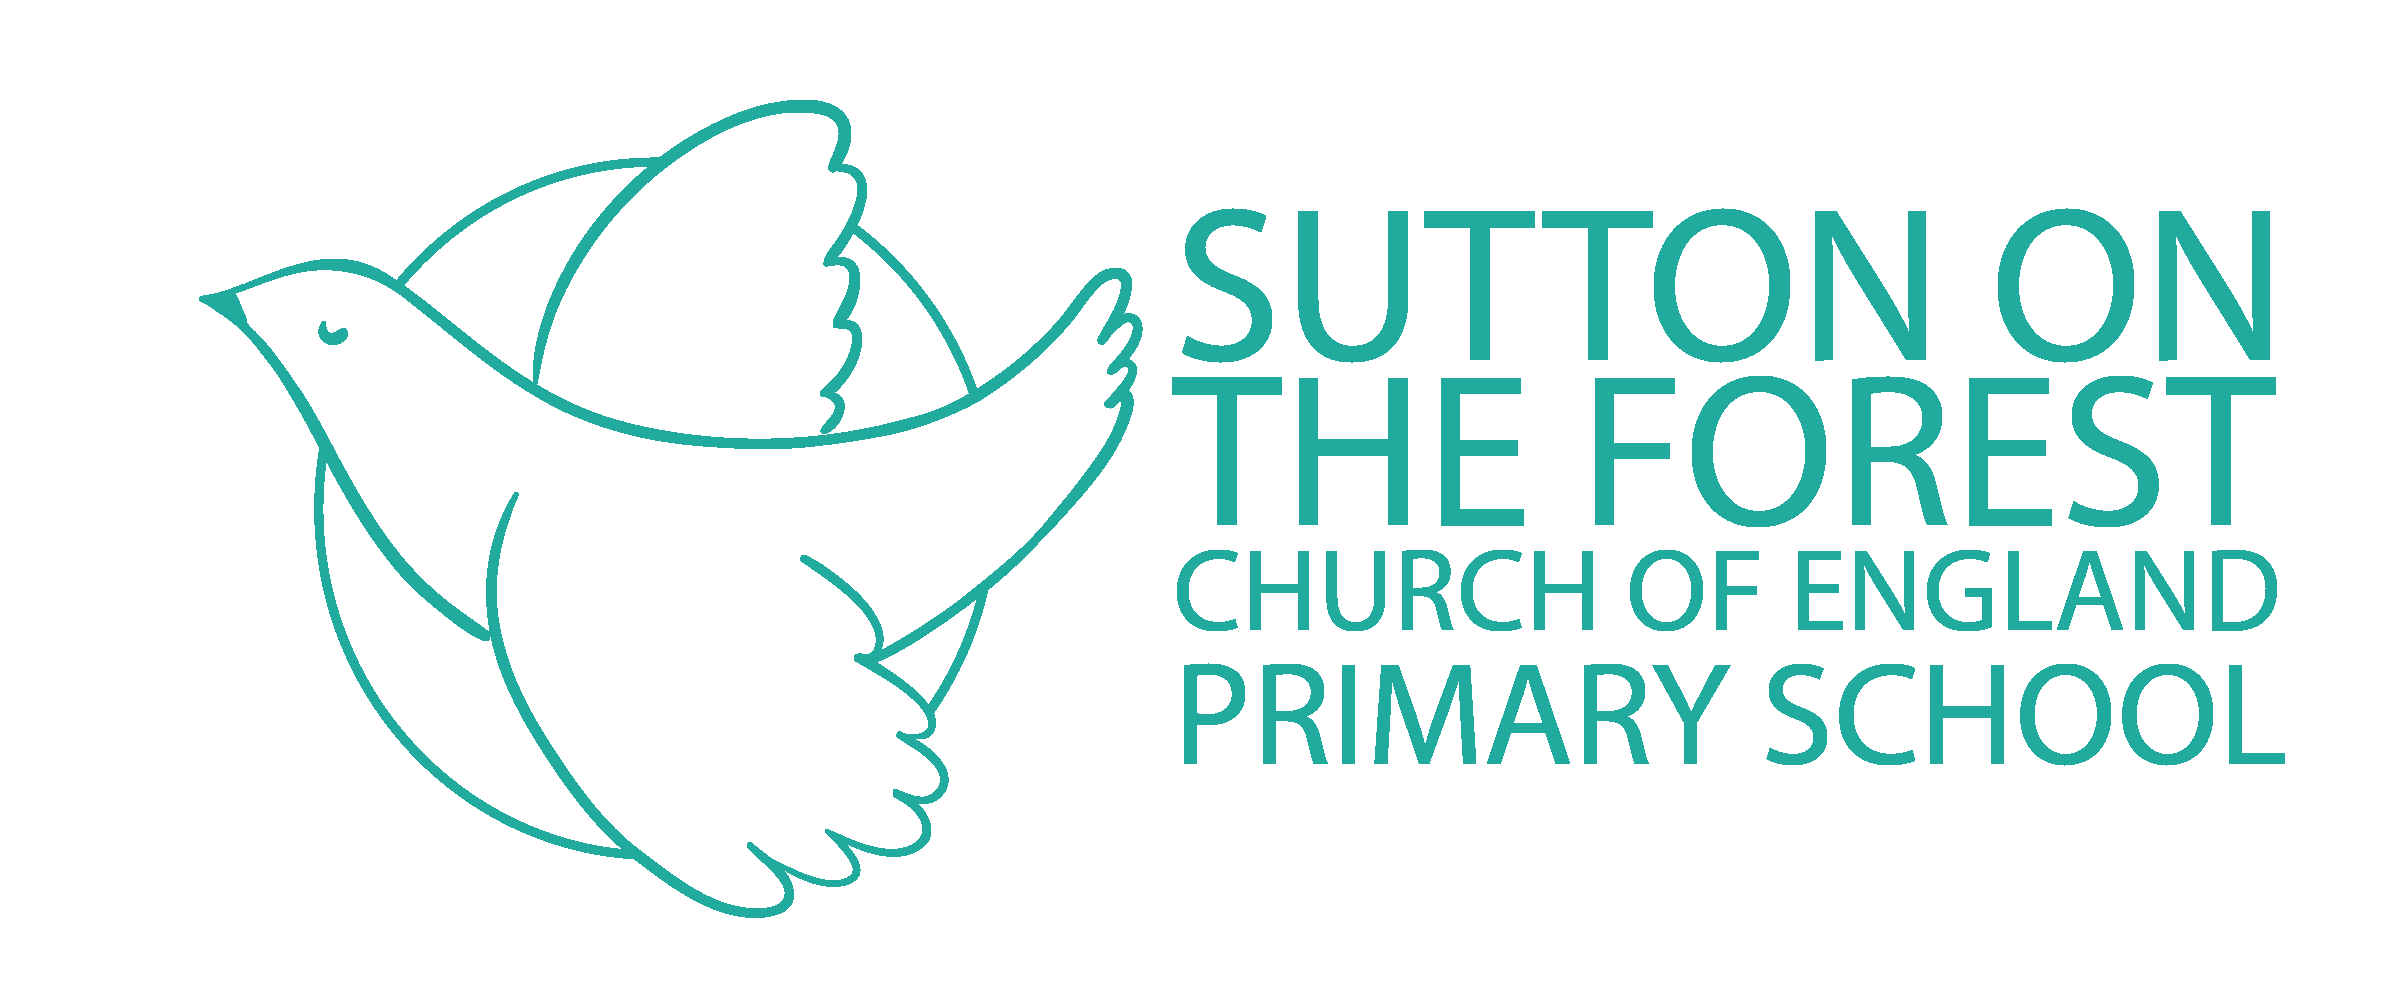 SUTTON ON
THE FOREST
CHURCH OF ENGLAND
PRIMARY SCHOOL